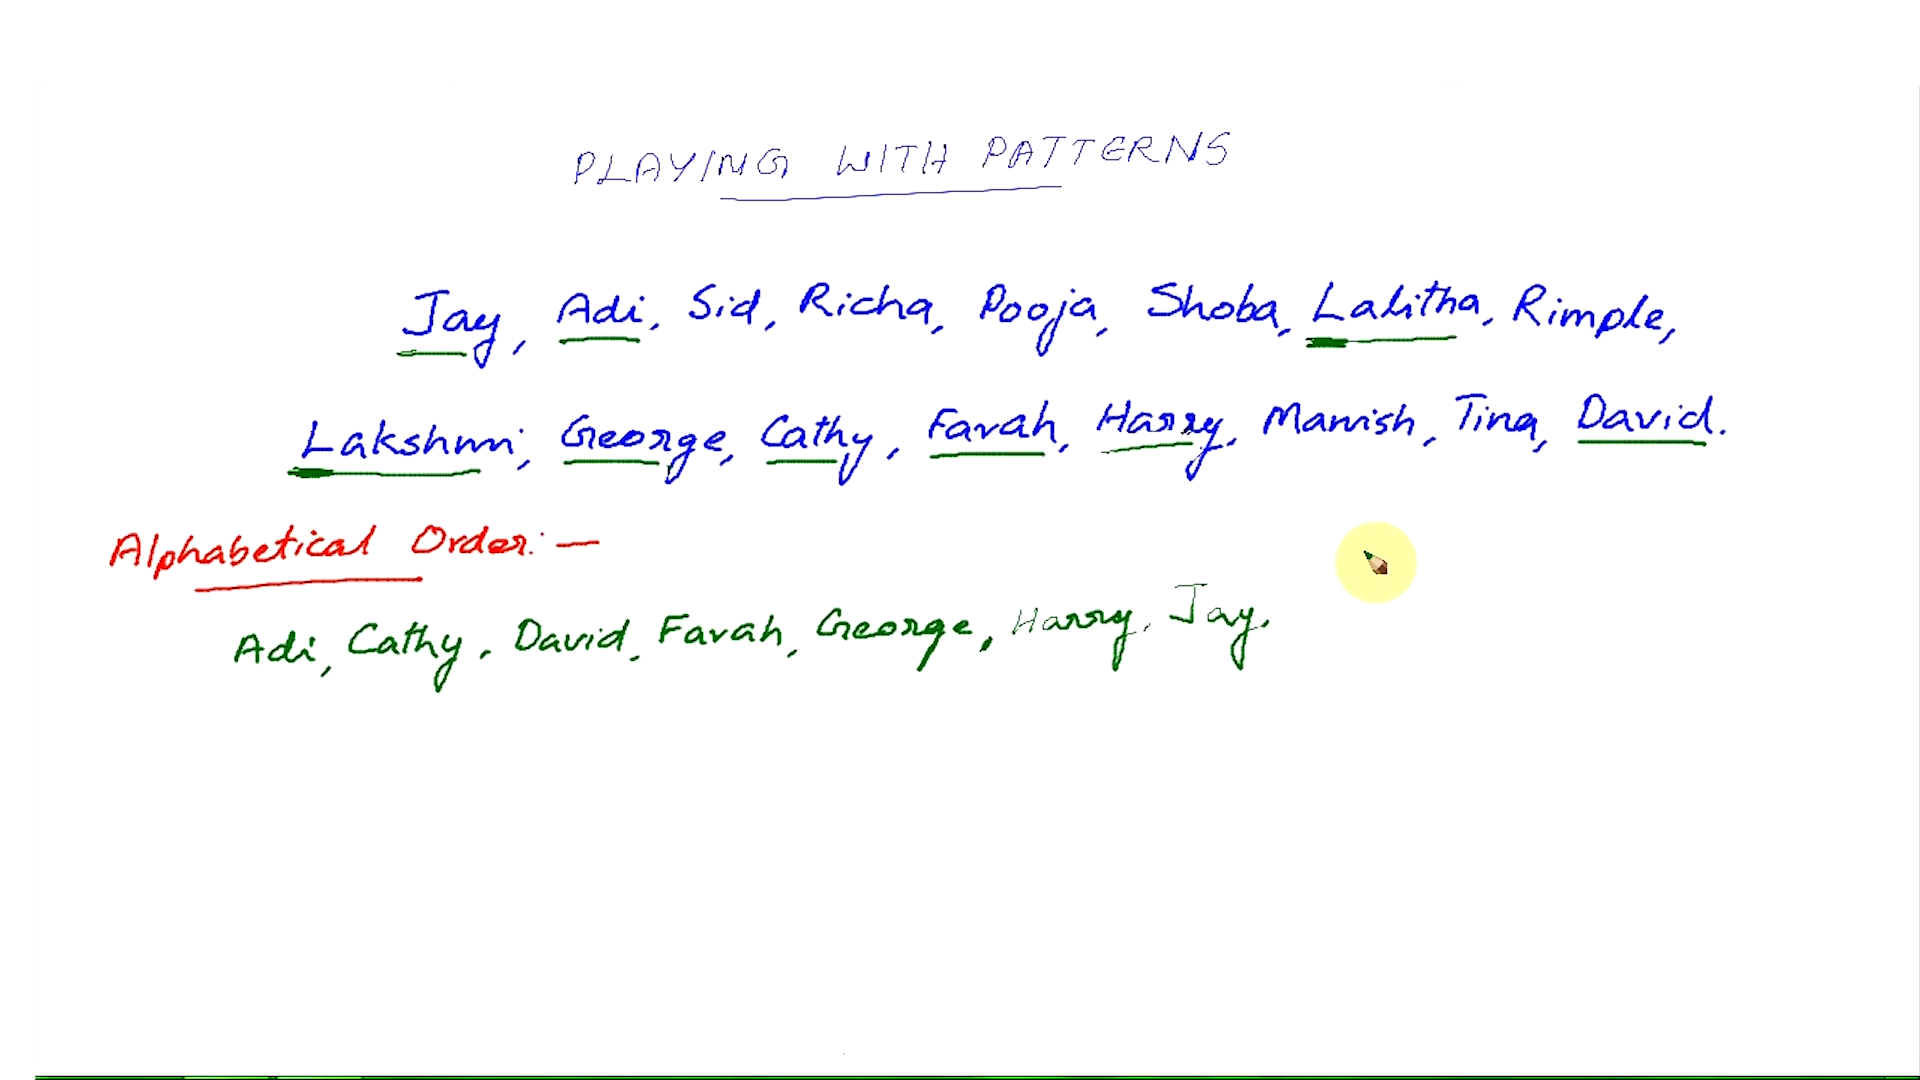 PLAYING WITH PATTERNS
Jay, Adi, Sid, Richa, Pooja, Shoba, Lalitha, Rimple,
Lakshmi, George, Cathy, Farah, Harry, Manish, Tina, David.
Alphabetical Order:-
Adi, Cathy, David, Farah, George, Harry, Jay,